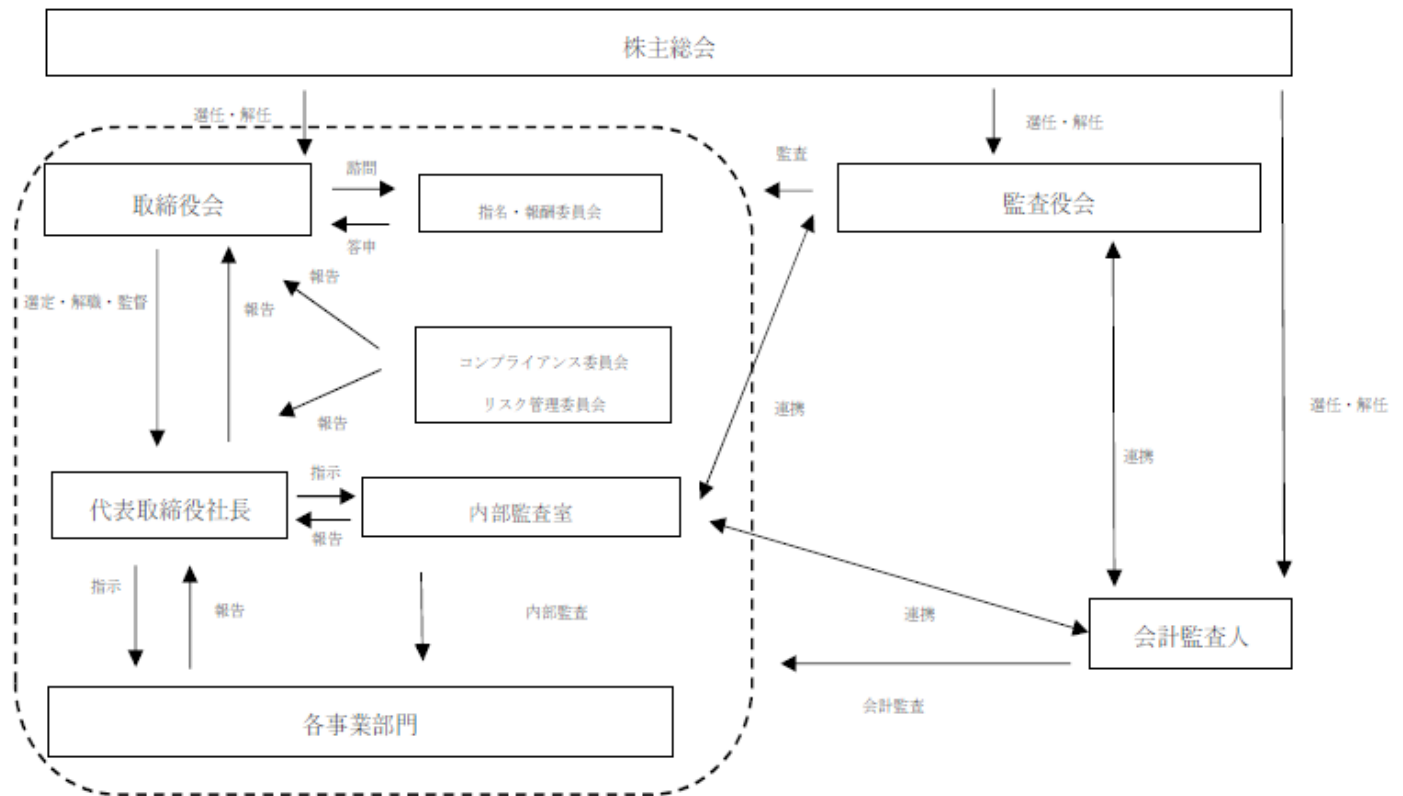 株主総会
選任・解任
選任・解任
監査
諮問
取締役会
指名・報酬委員会
監査役会
答申
報告
選定・解職・監督
報告
コンプライアンス委員会
リスク管理委員会
報告
連携
選任・解任
連携
指示
代表取締役社長
内部監査室
報告
指示
報告
内部監査
連携
会計監査人
会計監査
各事業部門